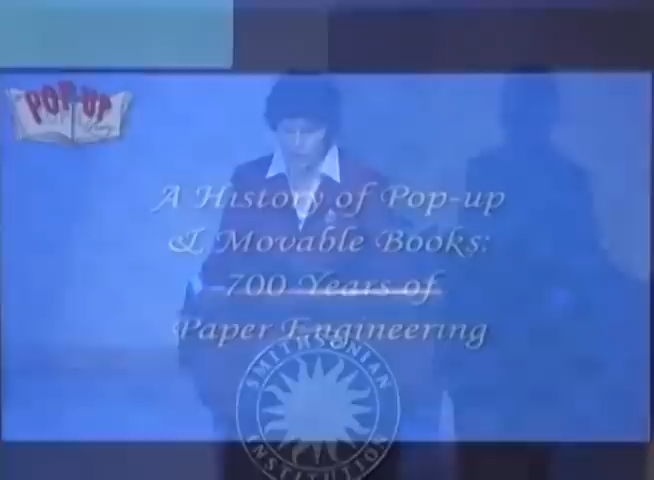 POP-UP
A History of Pop-up
& Movable Books:
700 Years of
Paper Engineering
SMITHSONIAN
INSTITUTION